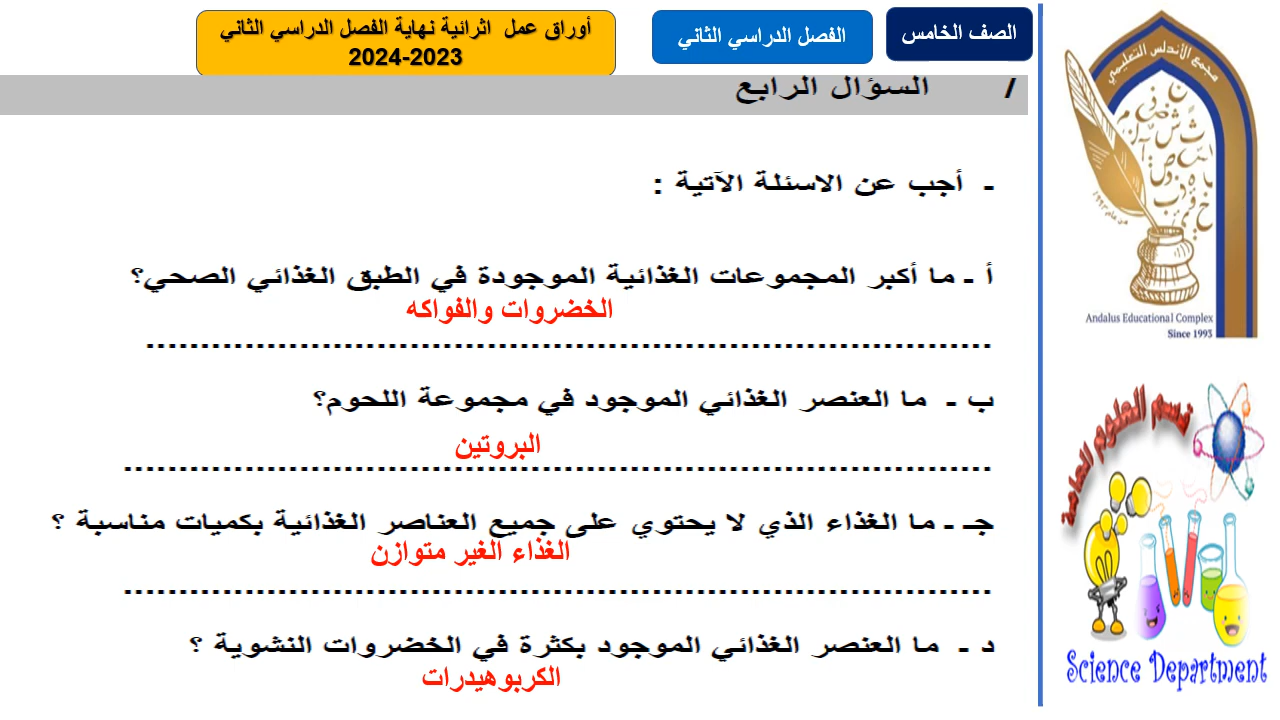 الصف الخامس
الفصل الدراسي الثاني
أوراق عمل اثرائية نهاية الفصل الدراسي الثاني
2024-2023
/ السؤال الرابع
ـ أجب عن الاسئلة الآتية :
أ ـ ما أكبر المجموعات الغذائية الموجودة في الطبق الغذائي الصحي؟
الخضروات والفواكه
ب ـ ما العنصر الغذائي الموجود في مجموعة اللحوم؟
البروتين
جـ ـ ما الغذاء الذي لا يحتوي على جميع العناصر الغذائية بكميات مناسبة ؟
الغذاء الغير متوازن
د ـ ما العنصر الغذائي الموجود بكثرة في الخضروات النشوية ؟
الكربوهيدرات
مجمع الأندلس التعليمي
من عام ١٩٩٣
Andalus Educational Complex
Since 1993
قسم العلوم العامة
Science Department